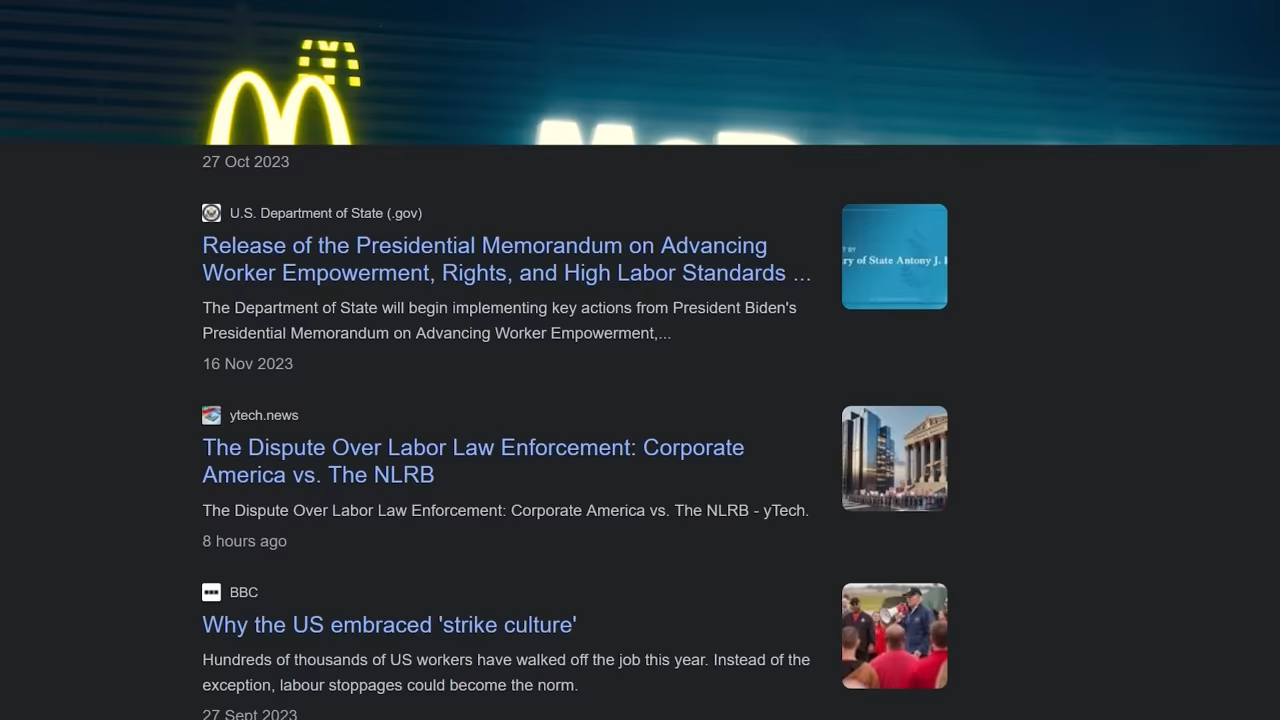 27 Oct 2023
U.S. Department of State (.gov)
Release of the Presidential Memorandum on Advancing
Worker Empowerment, Rights, and High Labor Standards ...
The Department of State will begin implementing key actions from President Biden's
Presidential Memorandum on Advancing Worker Empowerment,...
16 Nov 2023
ry of State Antony J.
ytech.news
The Dispute Over Labor Law Enforcement: Corporate
America vs. The NLRB
The Dispute Over Labor Law Enforcement: Corporate America vs. The NLRB - yTech.
8 hours ago
BBC
Why the US embraced 'strike culture'
Hundreds of thousands of US workers have walked off the job this year. Instead of the
exception, labour stoppages could become the norm.
27 Sept 2023